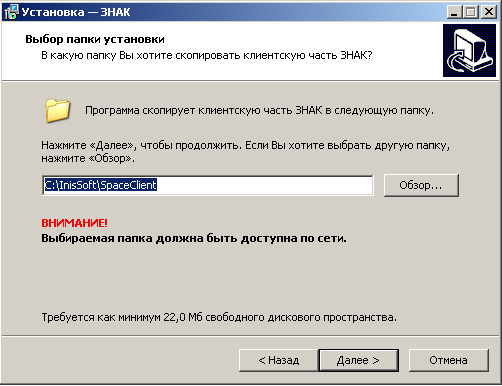 Установка — ЗНАК
Выбор папки установки
В какую папку Вы хотите скопировать клиентскую часть ЗНАК?
Программа скопирует клиентскую часть ЗНАК в следующую папку.
Нажмите «Далее», чтобы продолжить. Если Вы хотите выбрать другую папку,
нажмите «Обзор».
C:\InisSoft\SpaceClient
Обзор...
ВНИМАНИЕ!
Выбираемая папка должна быть доступна по сети.
Требуется как минимум 22,0 Мб свободного дискового пространства.
< Назад
Далее >
Отмена